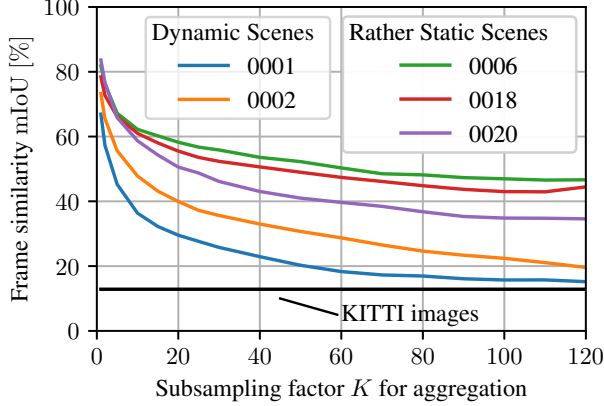 Dynamic Scenes
0001
0002
Rather Static Scenes
0006
0018
0020
Frame similarity mIoU [%]
100
80
60
40
20
0
KITTI images
0 20 40 60 80 100 120
Subsampling factor K for aggregation